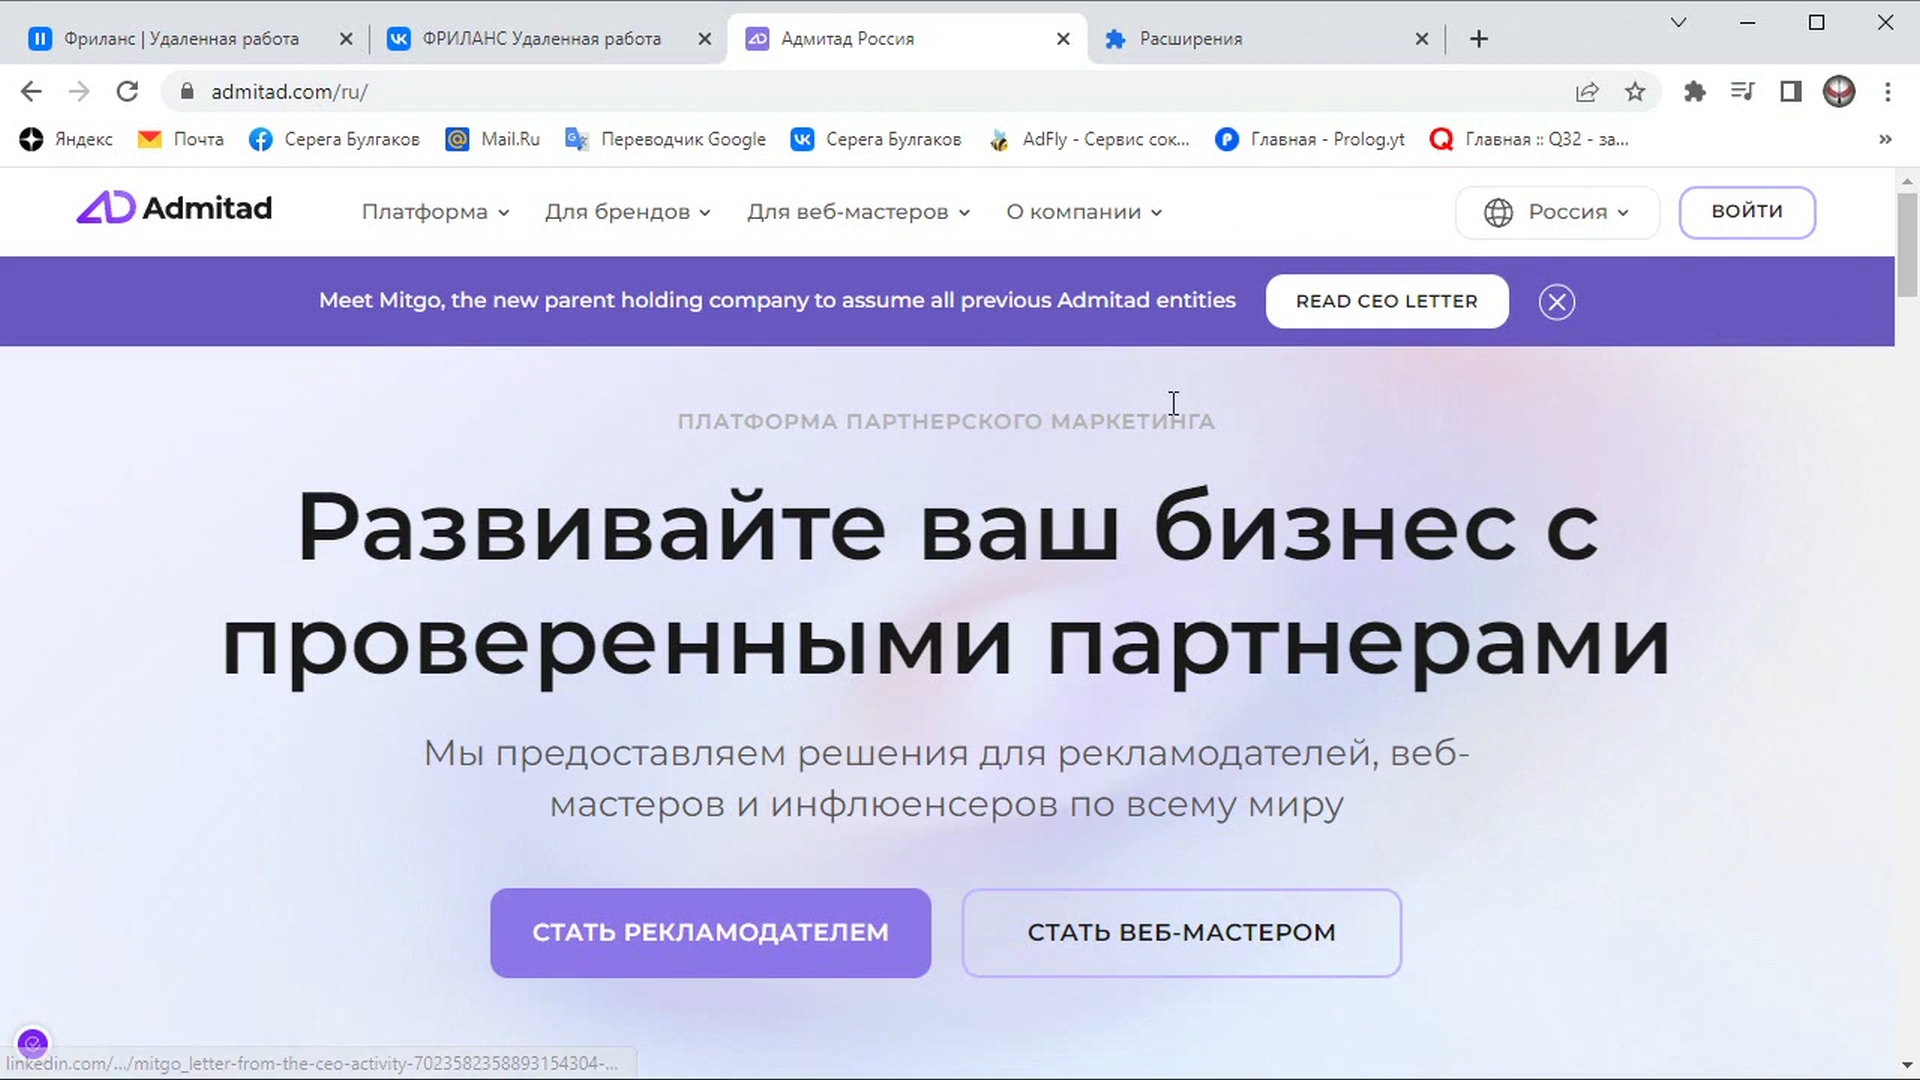 Фриланс | Удаленная работа
ФРИЛАНС Удаленная работа
Адмитад Россия
Расширения
admitad.com/ru/
Яндекс
Почта
Серега Булгаков
Mail.Ru
Переводчик Google
Серега Булгаков
AdFly - Сервис сок...
Главная - Prolog.yt
Главная :: Q32 - за...
Admitad
Платформа
Для брендов
Для веб-мастеров
О компании
Россия
ВОЙТИ
Meet Mitgo, the new parent holding company to assume all previous Admitad entities
READ CEO LETTER
ПЛАТФОРМА ПАРТНЕРСКОГО МАРКЕТИНГА
Развивайте ваш бизнес с
проверенными партнерами
Мы предоставляем решения для рекламодателей, веб-
мастеров и инфлюенсеров по всему миру
СТАТЬ РЕКЛАМОДАТЕЛЕМ
СТАТЬ ВЕБ-МАСТЕРОМ
linkedin.com/.../mitgo_letter-from-the-ceo-activity-7023582358893154304-...